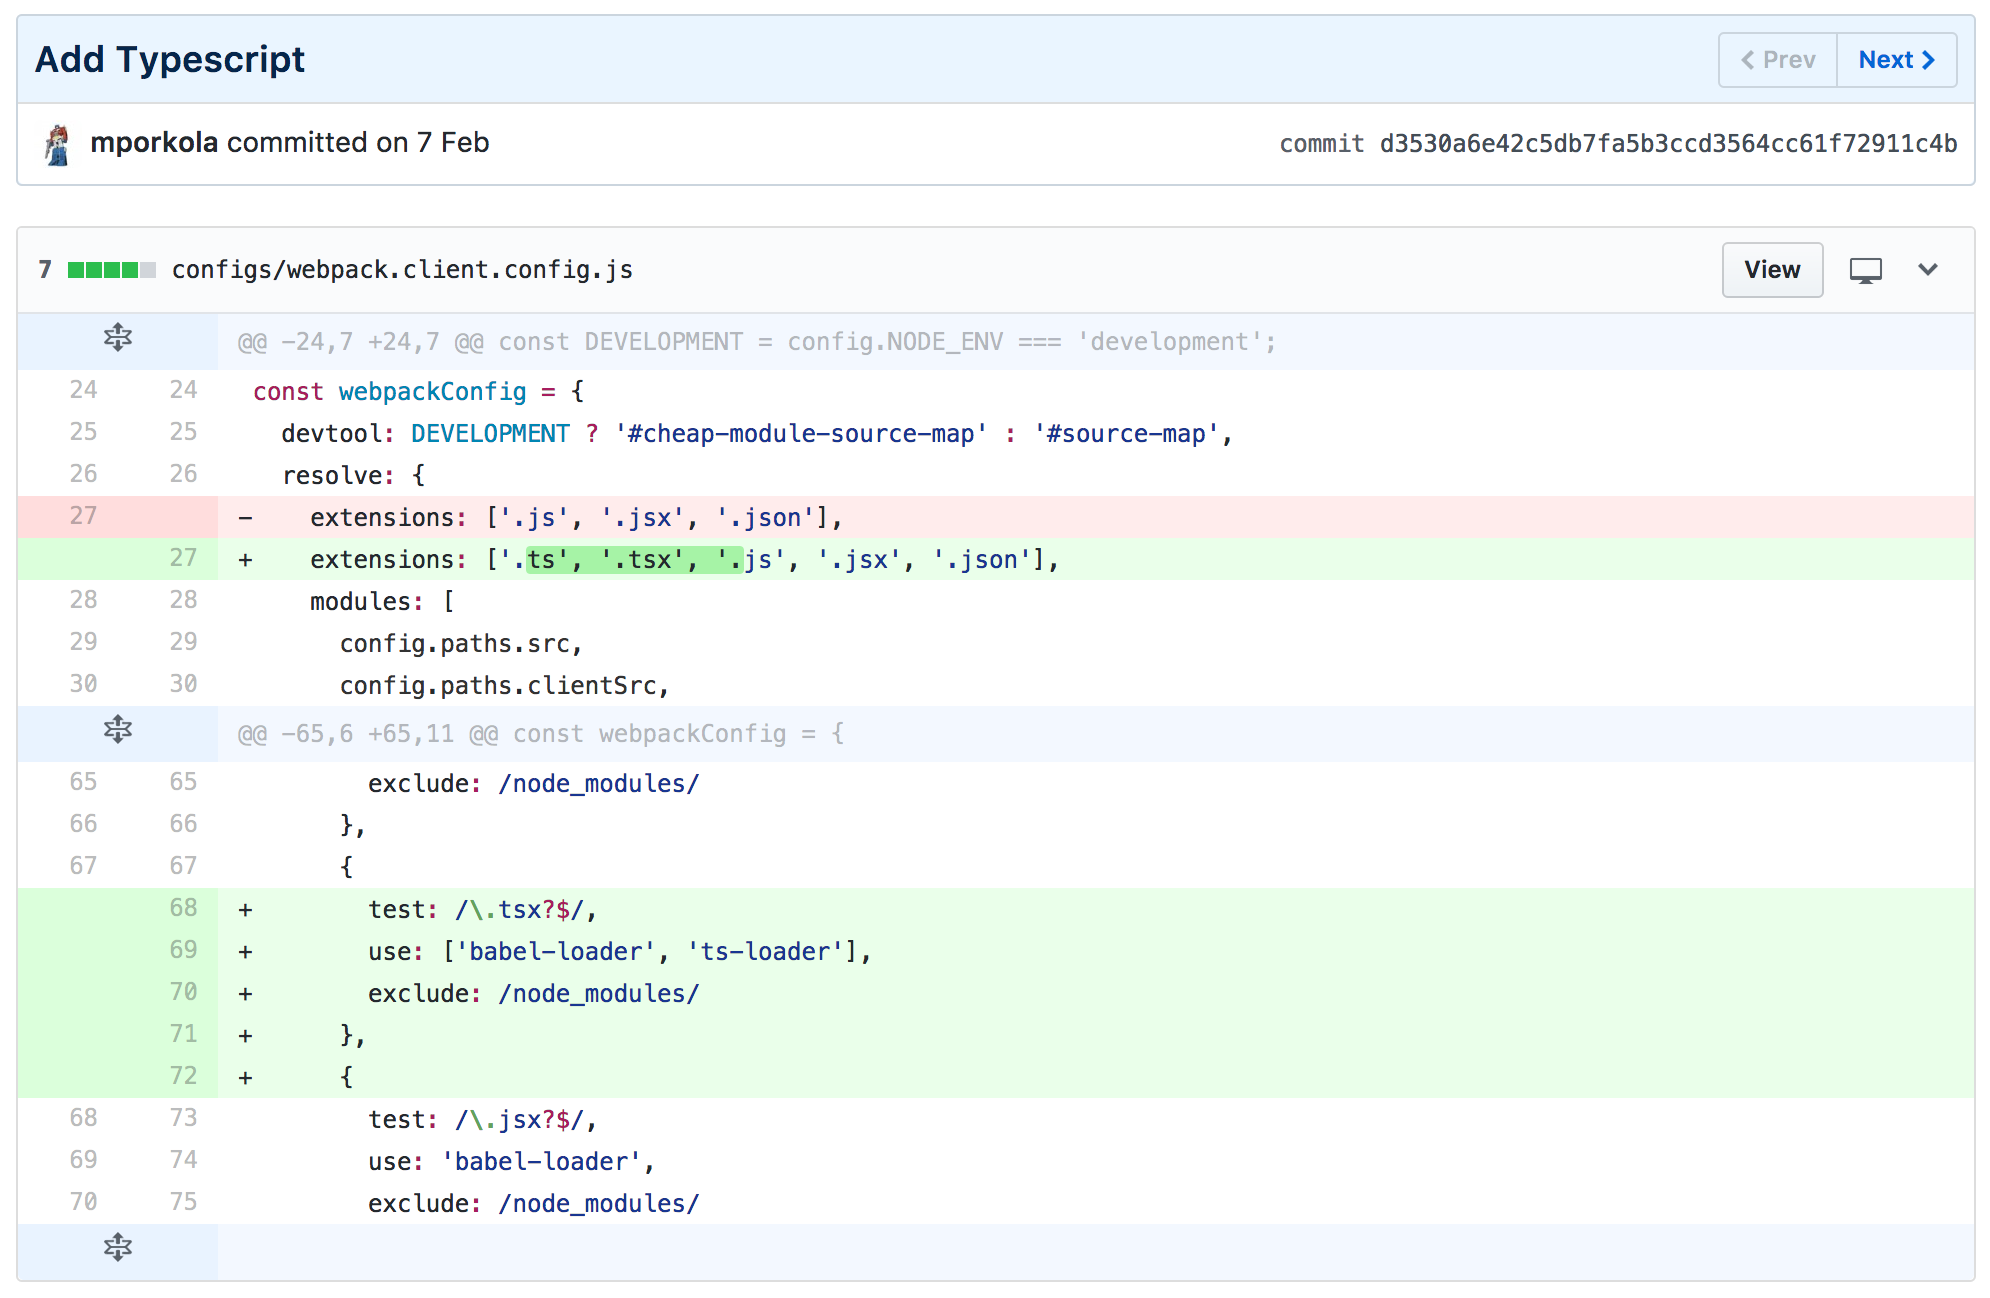 Add Typescript
Prev Next
mporkola committed on 7 Feb commit d3530a6e42c5db7fa5b3ccd3564cc61f72911c4b
7 configs/webpack.client.config.js View
@@ -24,7 +24,7 @@ const DEVELOPMENT = config.NODE_ENV === 'development';
24 24 const webpackConfig = {
25 25 devtool: DEVELOPMENT ? '#cheap-module-source-map' : '#source-map',
26 26 resolve: {
27 - extensions: ['.js', '.jsx', '.json'],
27 + extensions: ['.ts', '.tsx', '.js', '.jsx', '.json'],
28 28 modules: [
29 29 config.paths.src,
30 30 config.paths.clientSrc,
@@ -65,6 +65,11 @@ const webpackConfig = {
65 65 exclude: /node_modules/
66 66 },
67 67 {
68 + test: /\.tsx?$/,
69 + use: ['babel-loader', 'ts-loader'],
70 + exclude: /node_modules/
71 + },
72 + {
68 73 test: /\.jsx?$/,
69 74 use: 'babel-loader',
70 75 exclude: /node_modules/